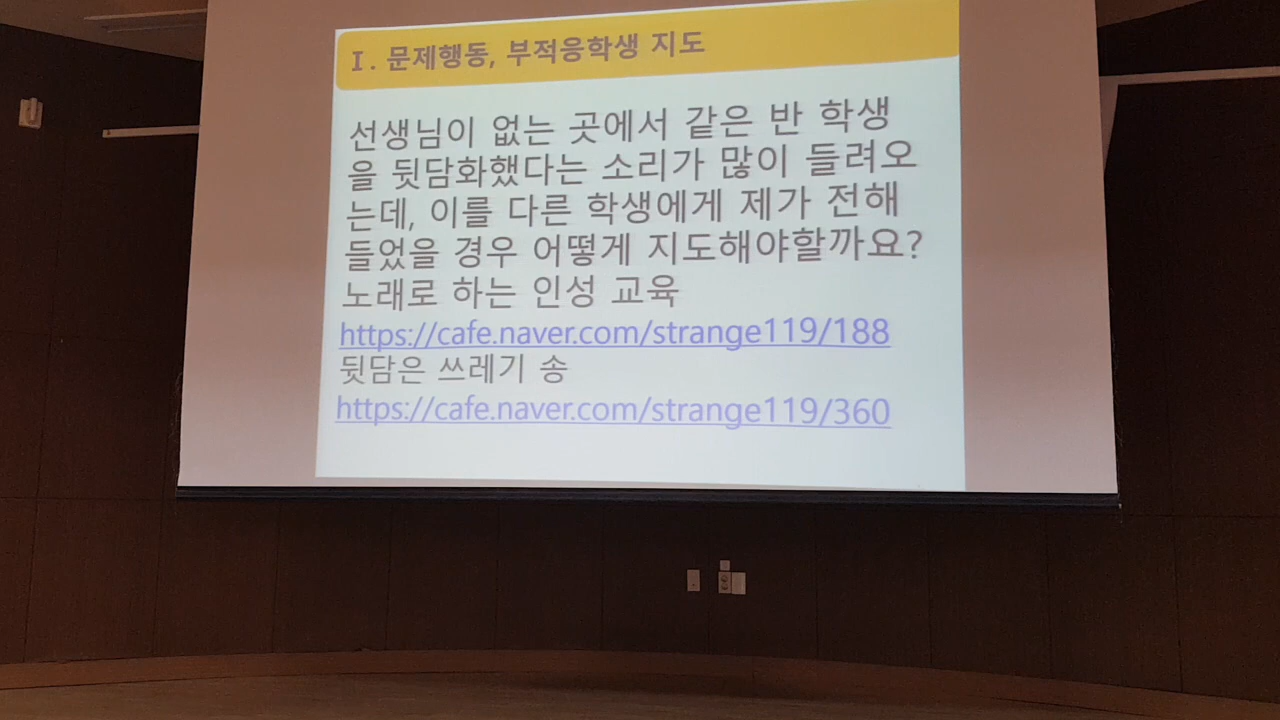 Ⅰ. 문제행동, 부적응학생 지도
선생님이 없는 곳에서 같은 반 학생
을 뒷담화했다는 소리가 많이 들려오
는데, 이를 다른 학생에게 제가 전해
들었을 경우 어떻게 지도해야할까요?
노래로 하는 인성 교육
https://cafe.naver.com/strange119/188
뒷담은 쓰레기 송
https://cafe.naver.com/strange119/360